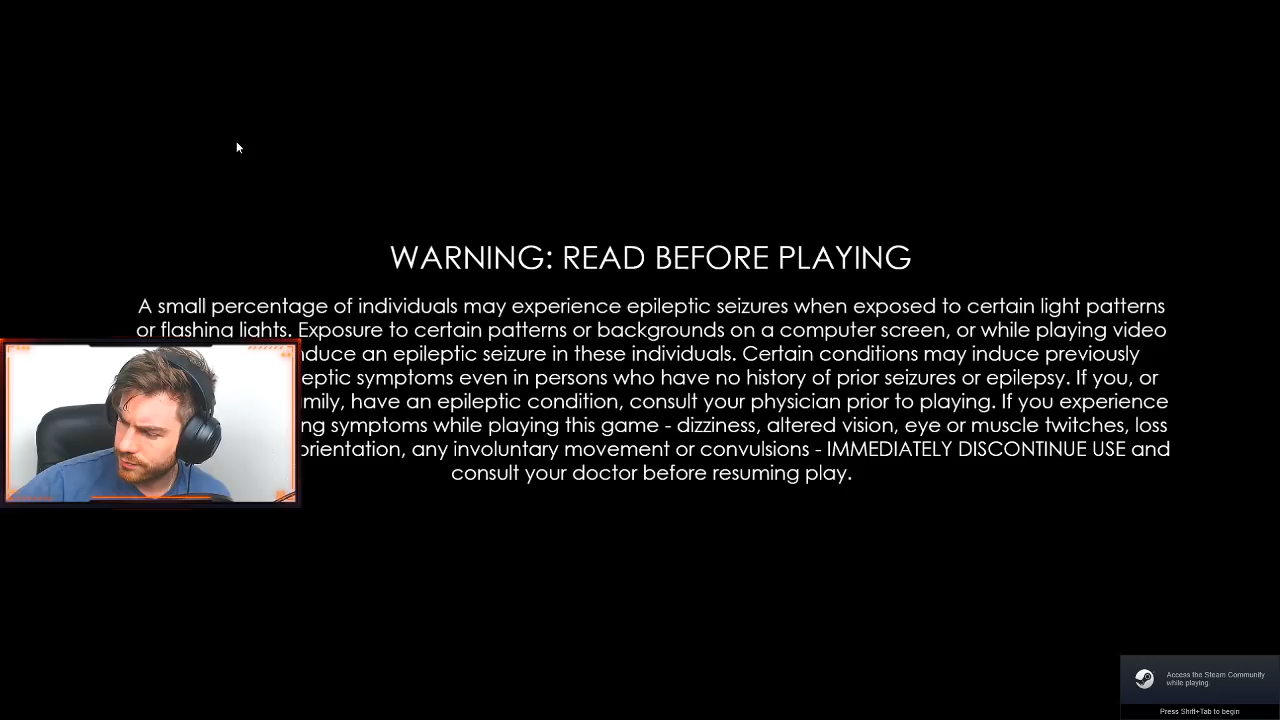 WARNING: READ BEFORE PLAYING
A small percentage of individuals may experience epileptic seizures when exposed to certain light patterns
or flashing lights. Exposure to certain patterns or backgrounds on a computer screen, or while playing video
nduce an epileptic seizure in these individuals. Certain conditions may induce previously
eptic symptoms even in persons who have no history of prior seizures or epilepsy. If you, or
mily, have an epileptic condition, consult your physician prior to playing. If you experience
ng symptoms while playing this game - dizziness, altered vision, eye or muscle twitches, loss
orientation, any involuntary movement or convulsions - IMMEDIATELY DISCONTINUE USE and
consult your doctor before resuming play.
Access the Steam Community
while playing
Press Shift+Tab to begin